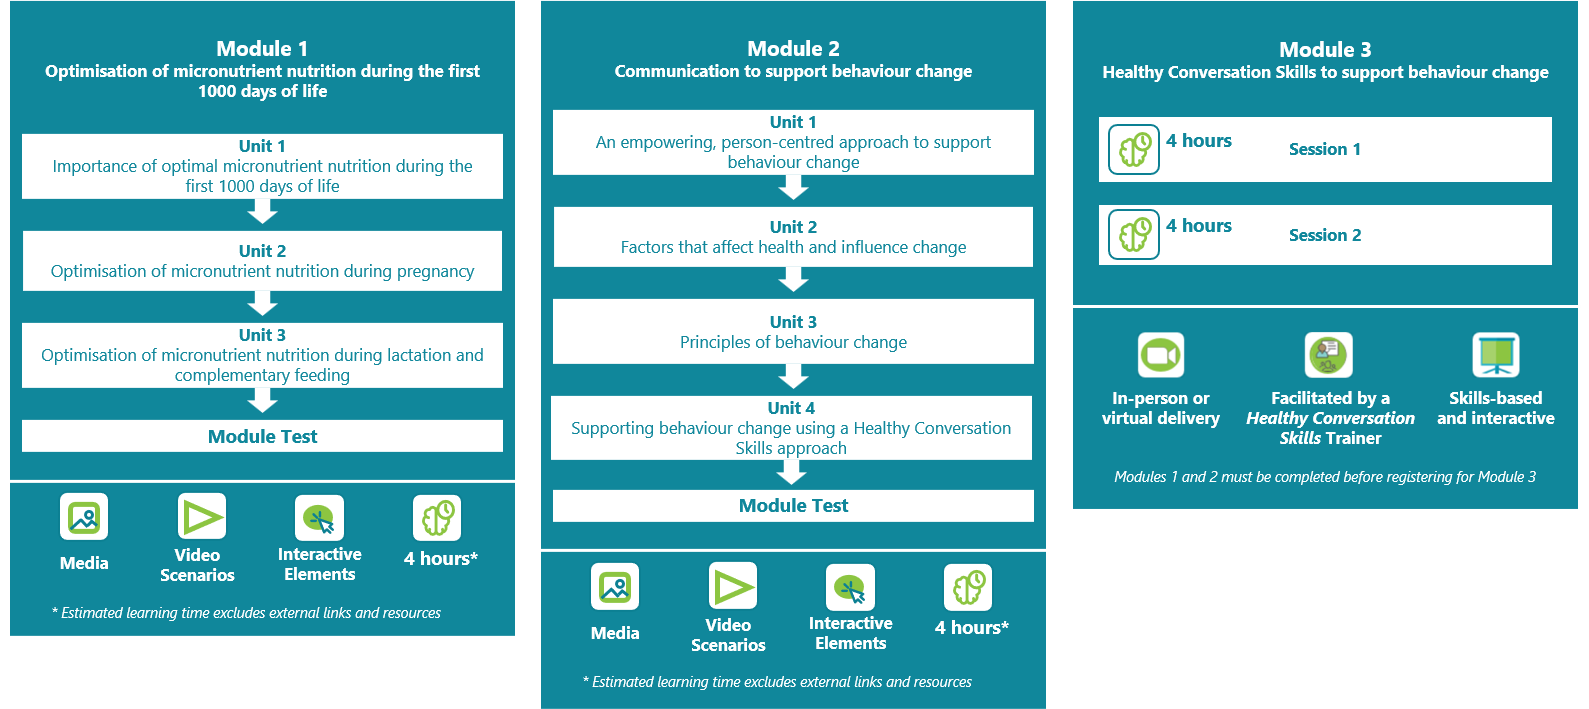 Module 1
Optimisation of micronutrient nutrition during the first
1000 days of life
Unit 1
Importance of optimal micronutrient nutrition during the
first 1000 days of life
Unit 2
Optimisation of micronutrient nutrition during pregnancy
Unit 3
Optimisation of micronutrient nutrition during lactation and
complementary feeding
Module Test
Media
Video
Scenarios
Interactive
Elements
4 hours*
* Estimated learning time excludes external links and resources
Module 2
Communication to support behaviour change
Unit 1
An empowering, person-centred approach to support
behaviour change
Unit 2
Factors that affect health and influence change
Unit 3
Principles of behaviour change
Unit 4
Supporting behaviour change using a Healthy Conversation
Skills approach
Module Test
Media
Video
Scenarios
Interactive
Elements
4 hours*
* Estimated learning time excludes external links and resources
Module 3
Healthy Conversation Skills to support behaviour change
4 hours
Session 1
4 hours
Session 2
In-person or
virtual delivery
Facilitated by a
Healthy Conversation
Skills Trainer
Skills-based
and interactive
Modules 1 and 2 must be completed before registering for Module 3